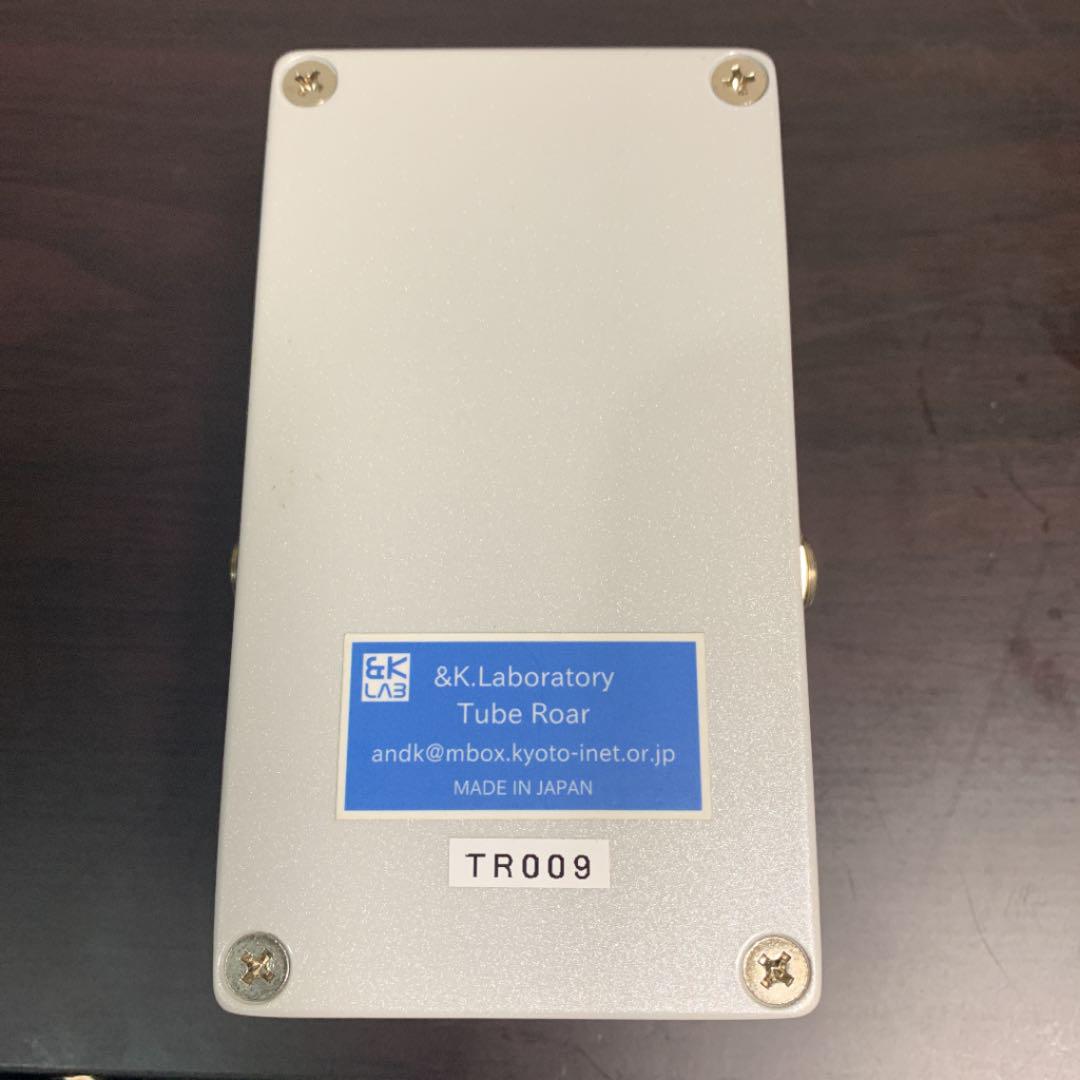 &K
LAB
&K.Laboratory
Tube Roar
andk@mbox.kyoto-inet.or.jp
MADE IN JAPAN
TR009